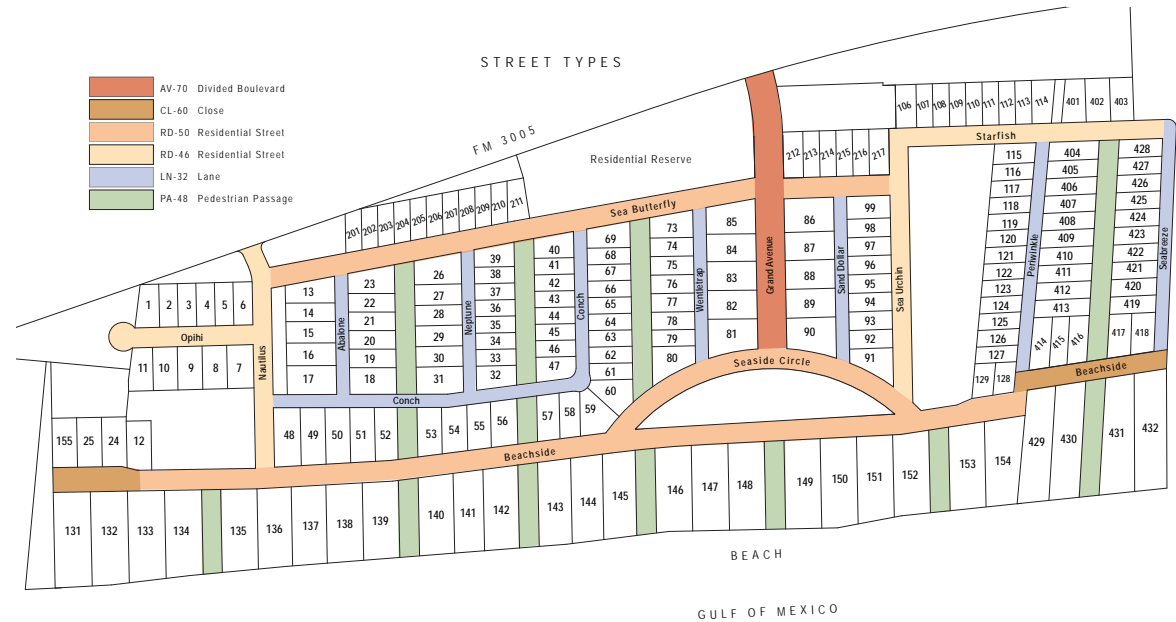 STREET TYPES
AV-70 Divided Boulevard
CL-60 Close
RD-50 Residential Street
RD-46 Residential Street
LN-32 Lane
PA-48 Pedestrian Passage
FM 3005
Residential Reserve
106 107 108 109 110 111 112 113 114 401 402 403
Starfish
212 213 214 215 216 217
201 202 203 204 205 206 207 208 209 210 211
Sea Butterfly
1 2 3 4 5 6
Opihi
11 10 9 8 7
Nautilus
155 25 24 12
13
14
15
16
17
Abalone
23
22
21
20
19
18
26
27
28
29
30
31
Neptune
39
38
37
36
35
34
33
32
40
41
42
43
44
45
46
47
Conch
69
68
67
66
65
64
63
62
61
60
73
74
75
76
77
78
79
80
Wentletrap
85
84
83
82
81
Grand Avenue
86
87
88
89
90
Sand Dollar
99
98
97
96
95
94
93
92
91
Sea Urchin
115
116
117
118
119
120
121
122
123
124
125
126
127
129 128
Periwinkle
404
405
406
407
408
409
410
411
412
413
414 415 416
428
427
426
425
424
423
422
421
420
419
417 418
Seabreeze
Seaside Circle
Beachside
Conch
48 49 50 51 52 53 54 55 56 57 58 59
Beachside
131 132 133 134 135 136 137 138 139 140 141 142 143 144 145 146 147 148 149 150 151 152 153 154 429 430 431 432
BEACH
GULF OF MEXICO